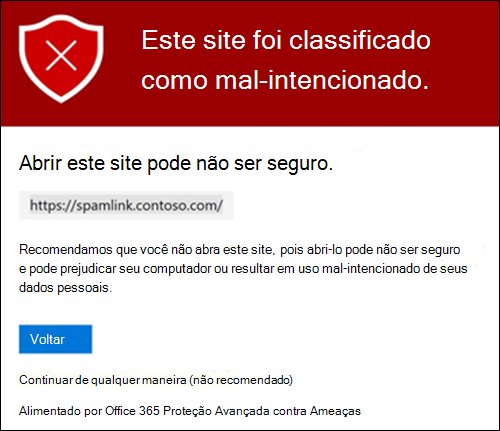 Este site foi classificado
como mal-intencionado.
Abrir este site pode não ser seguro.
https://spamlink.contoso.com/
Recomendamos que você não abra este site, pois abri-lo pode não ser seguro
e pode prejudicar seu computador ou resultar em uso mal-intencionado de seus
dados pessoais.
Voltar
Continuar de qualquer maneira (não recomendado)
Alimentado por Office 365 Proteção Avançada contra Ameaças